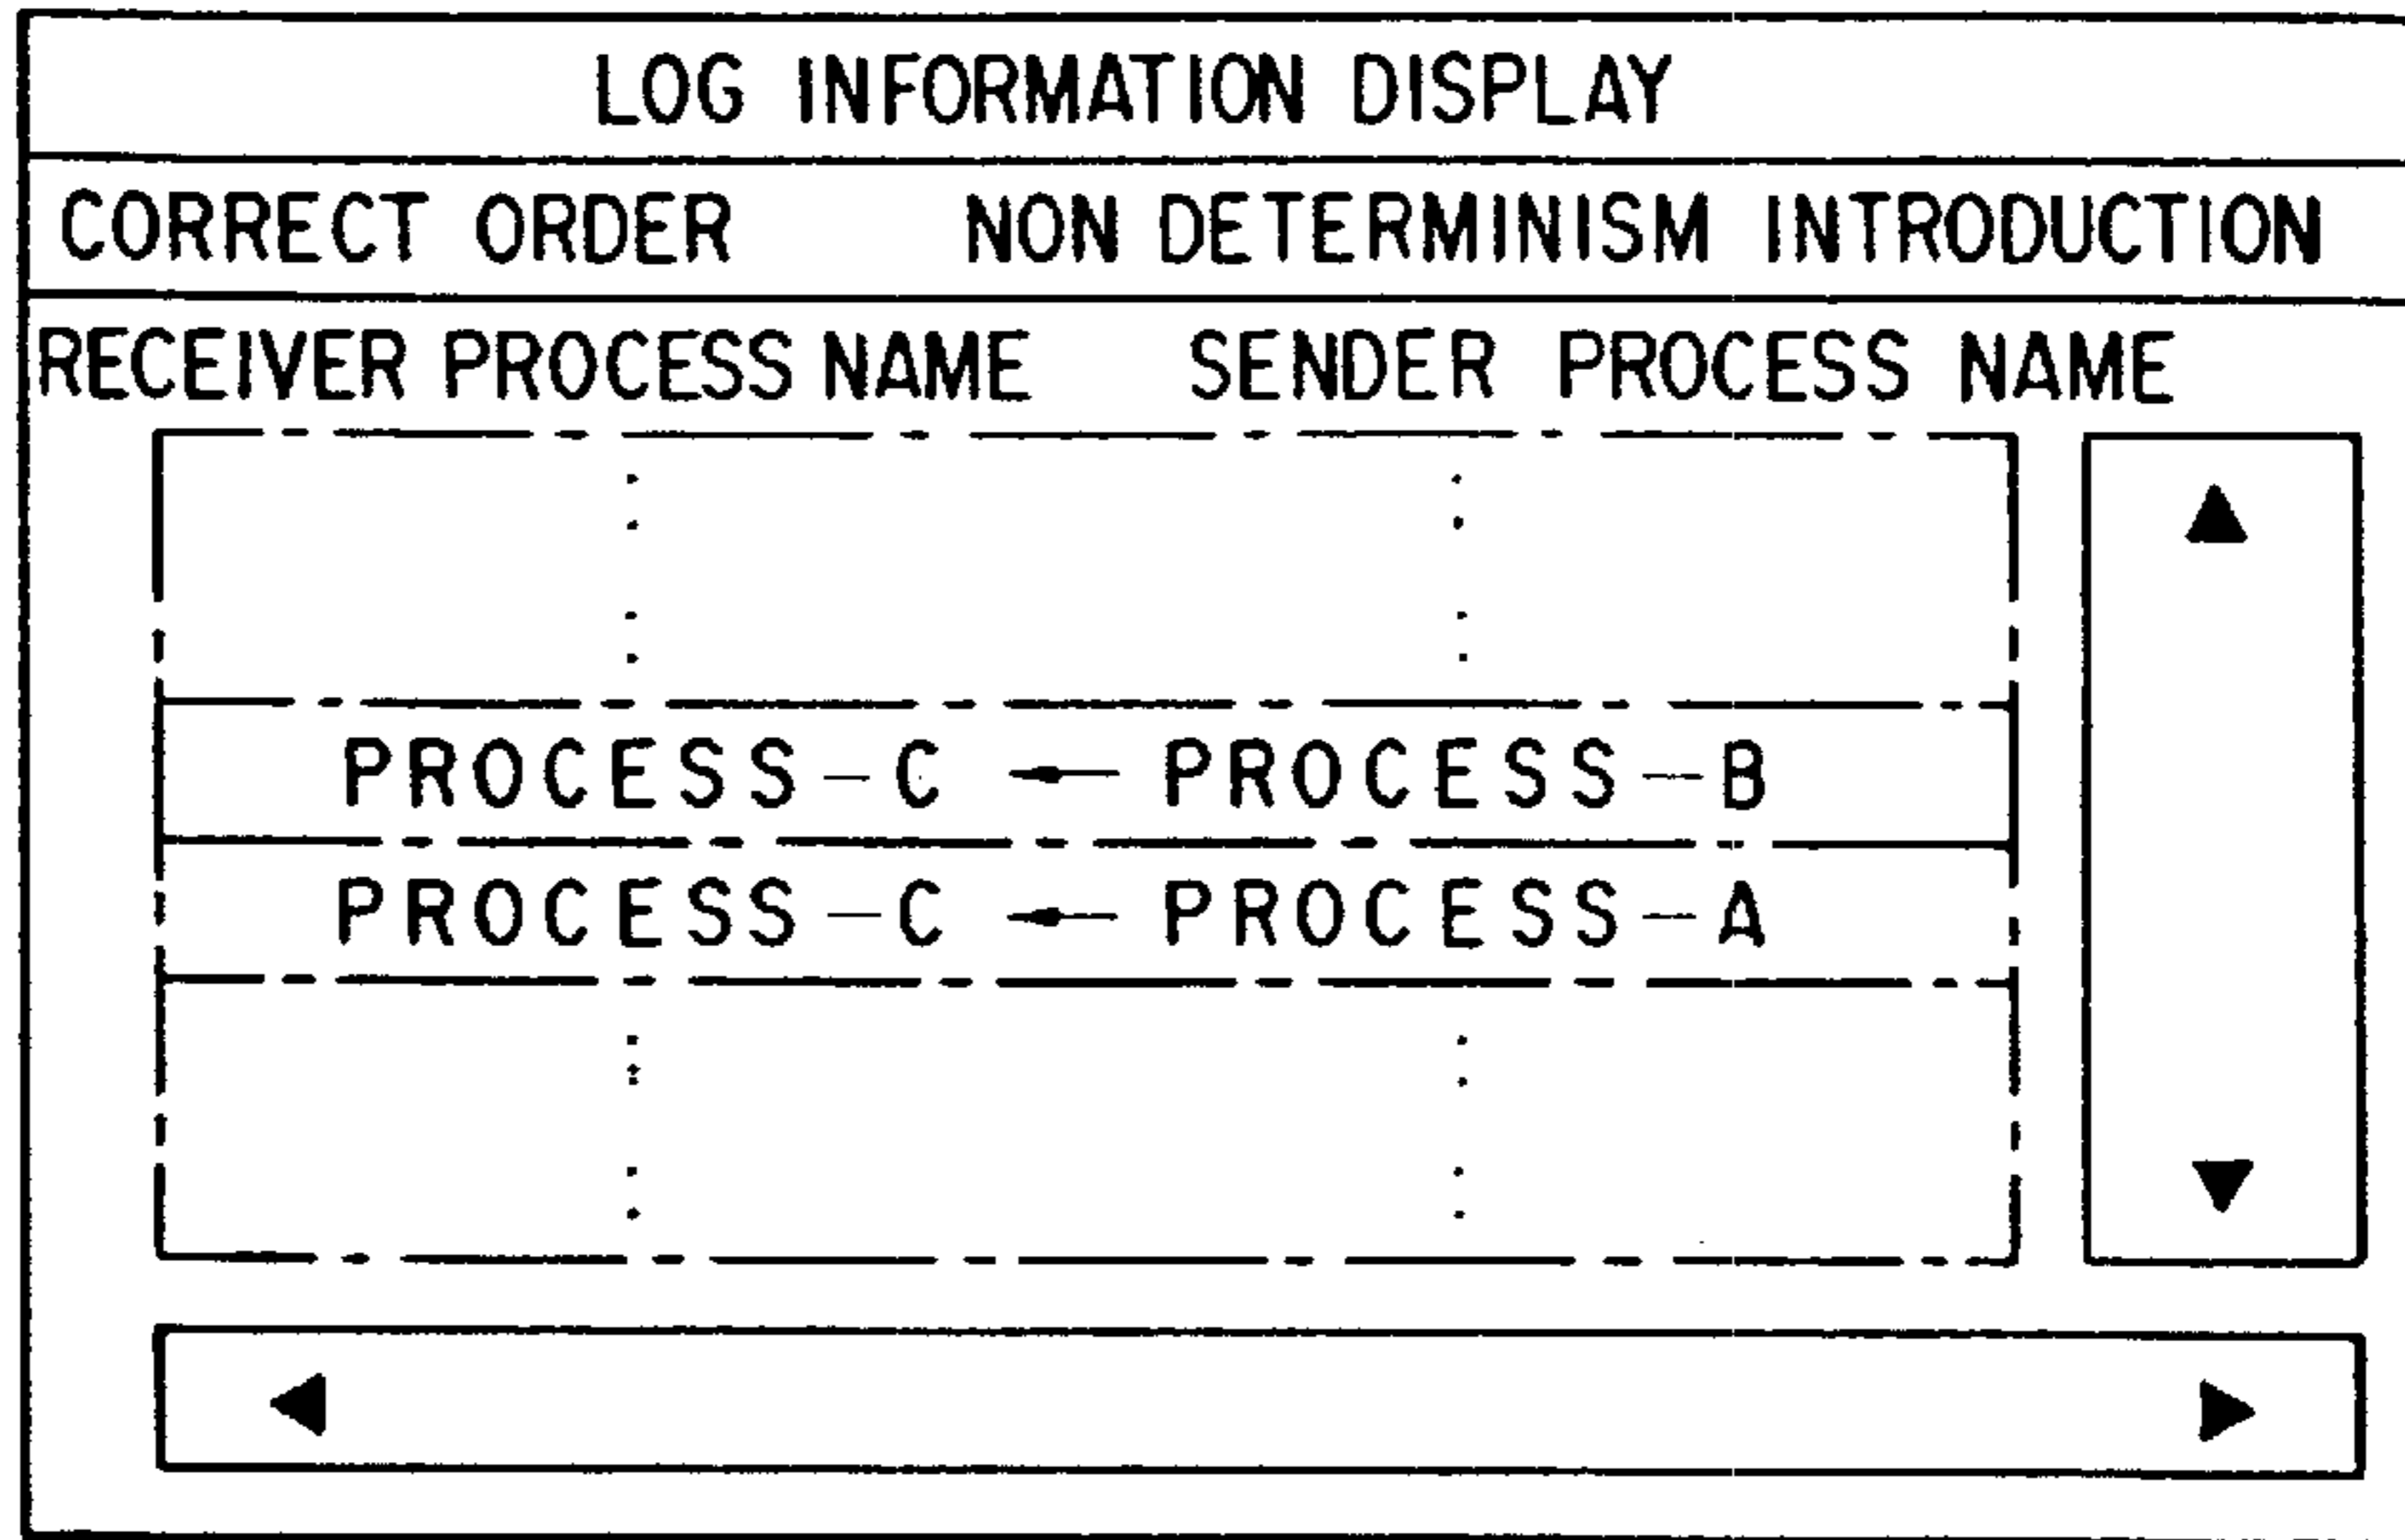 LOG INFORMATION DISPLAY
CORRECT ORDER NON DETERMINISM INTRODUCTION
RECEIVER PROCESS NAME SENDER PROCESS NAME
PROCESS-C ← PROCESS-B
PROCESS-C ← PROCESS-A